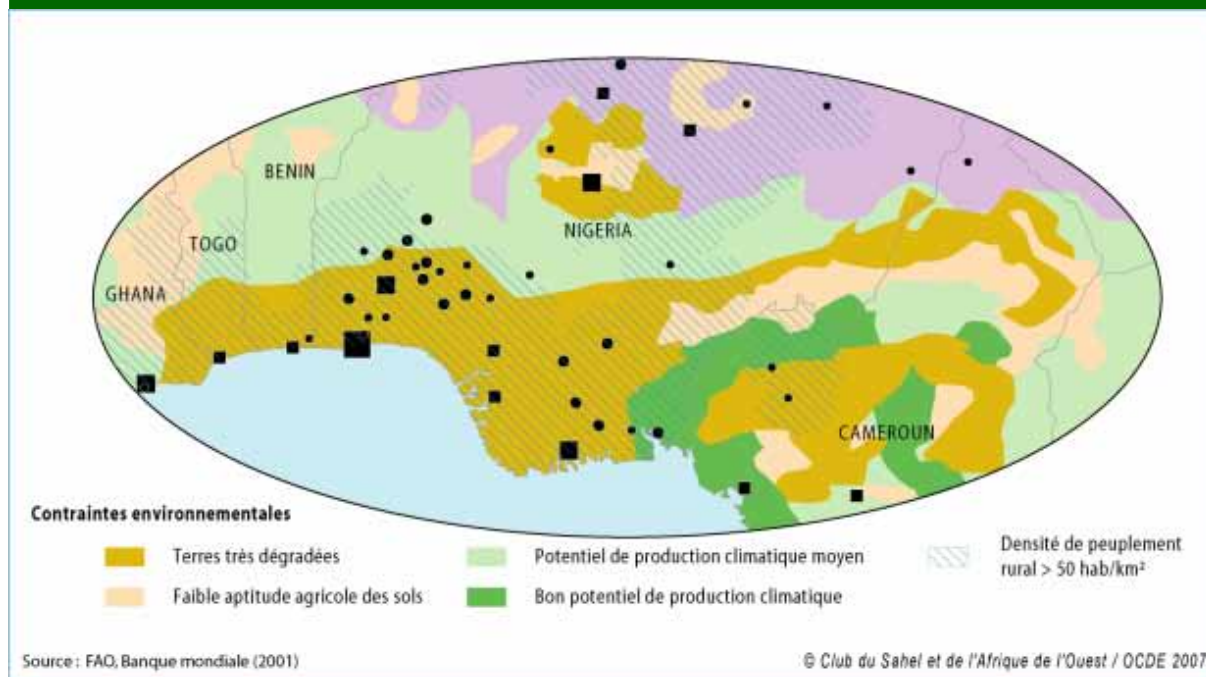 BENIN
TOGO
NIGERIA
GHANA
CAMEROUN
Contraintes environnementales
Terres très dégradées
Potentiel de production climatique moyen
Densité de peuplement
rural > 50 hab/km²
Faible aptitude agricole des sols
Bon potentiel de production climatique
Source : FAO, Banque mondiale (2001)
© Club du Sahel et de l'Afrique de l'Ouest / OCDE 2007